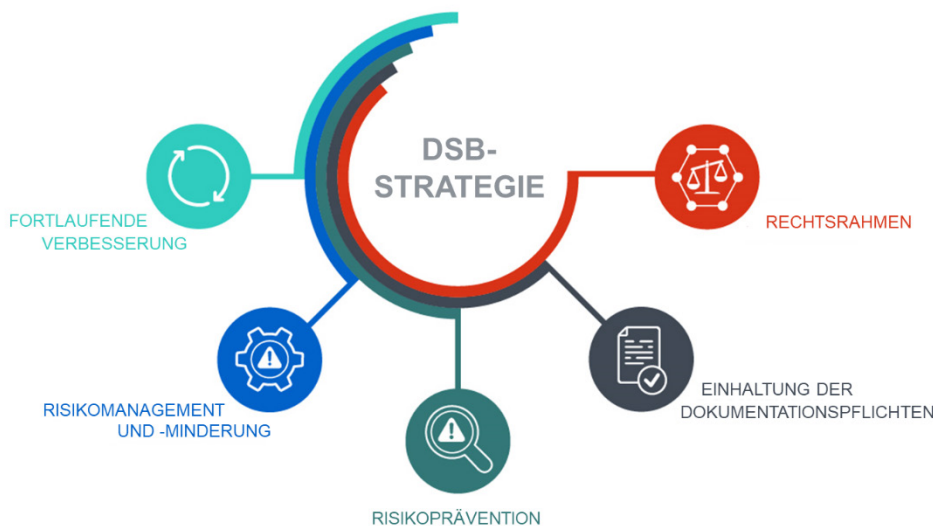 DSB-
STRATEGIE
RECHTSRAHMEN
EINHALTUNG DER
DOKUMENTATIONSPFLICHTEN
RISIKOPRÄVENTION
RISIKOMANAGEMENT
UND -MINDERUNG
FORTLAUFENDE
VERBESSERUNG